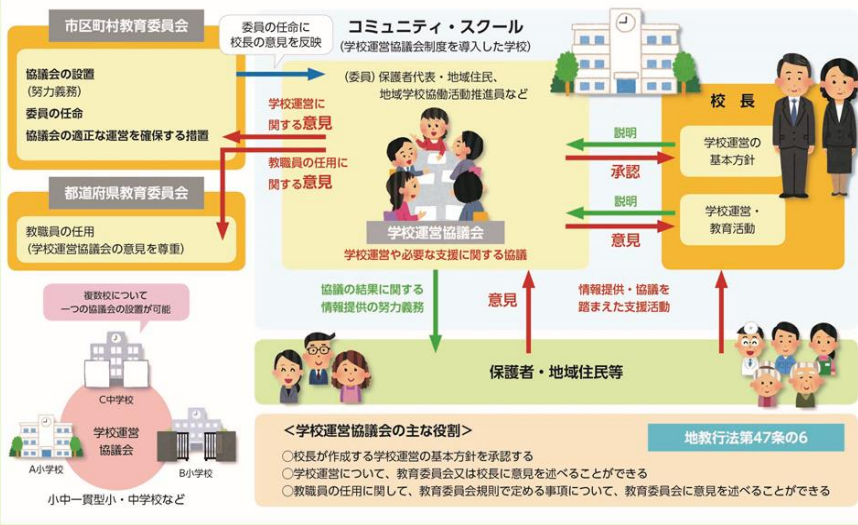 市区町村教育委員会
協議会の設置
(努力義務)
委員の任命
協議会の適正な運営を確保する措置
都道府県教育委員会
教職員の任用
(学校運営協議会の意見を尊重)
委員の任命に
校長の意見を反映
学校運営に
関する意見
教職員の任用に
関する意見
コミュニティ・スクール
(学校運営協議会制度を導入した学校)
(委員) 保護者代表・地域住民、
地域学校協働活動推進員など
学校運営協議会
学校運営や必要な支援に関する協議
説明
承認
説明
意見
校 長
学校運営の
基本方針
学校運営・
教育活動
協議の結果に関する
情報提供の努力義務
意見
情報提供・協議を
踏まえた支援活動
保護者・地域住民等
複数校について
一つの協議会の設置が可能
C中学校
学校運営
協議会
A小学校
B小学校
小中一貫型小・中学校など
<学校運営協議会の主な役割>
地教行法第47条の6
○校長が作成する学校運営の基本方針を承認する
○学校運営について、教育委員会又は校長に意見を述べることができる
○教職員の任用に関して、教育委員会規則で定める事項について、教育委員会に意見を述べることができる